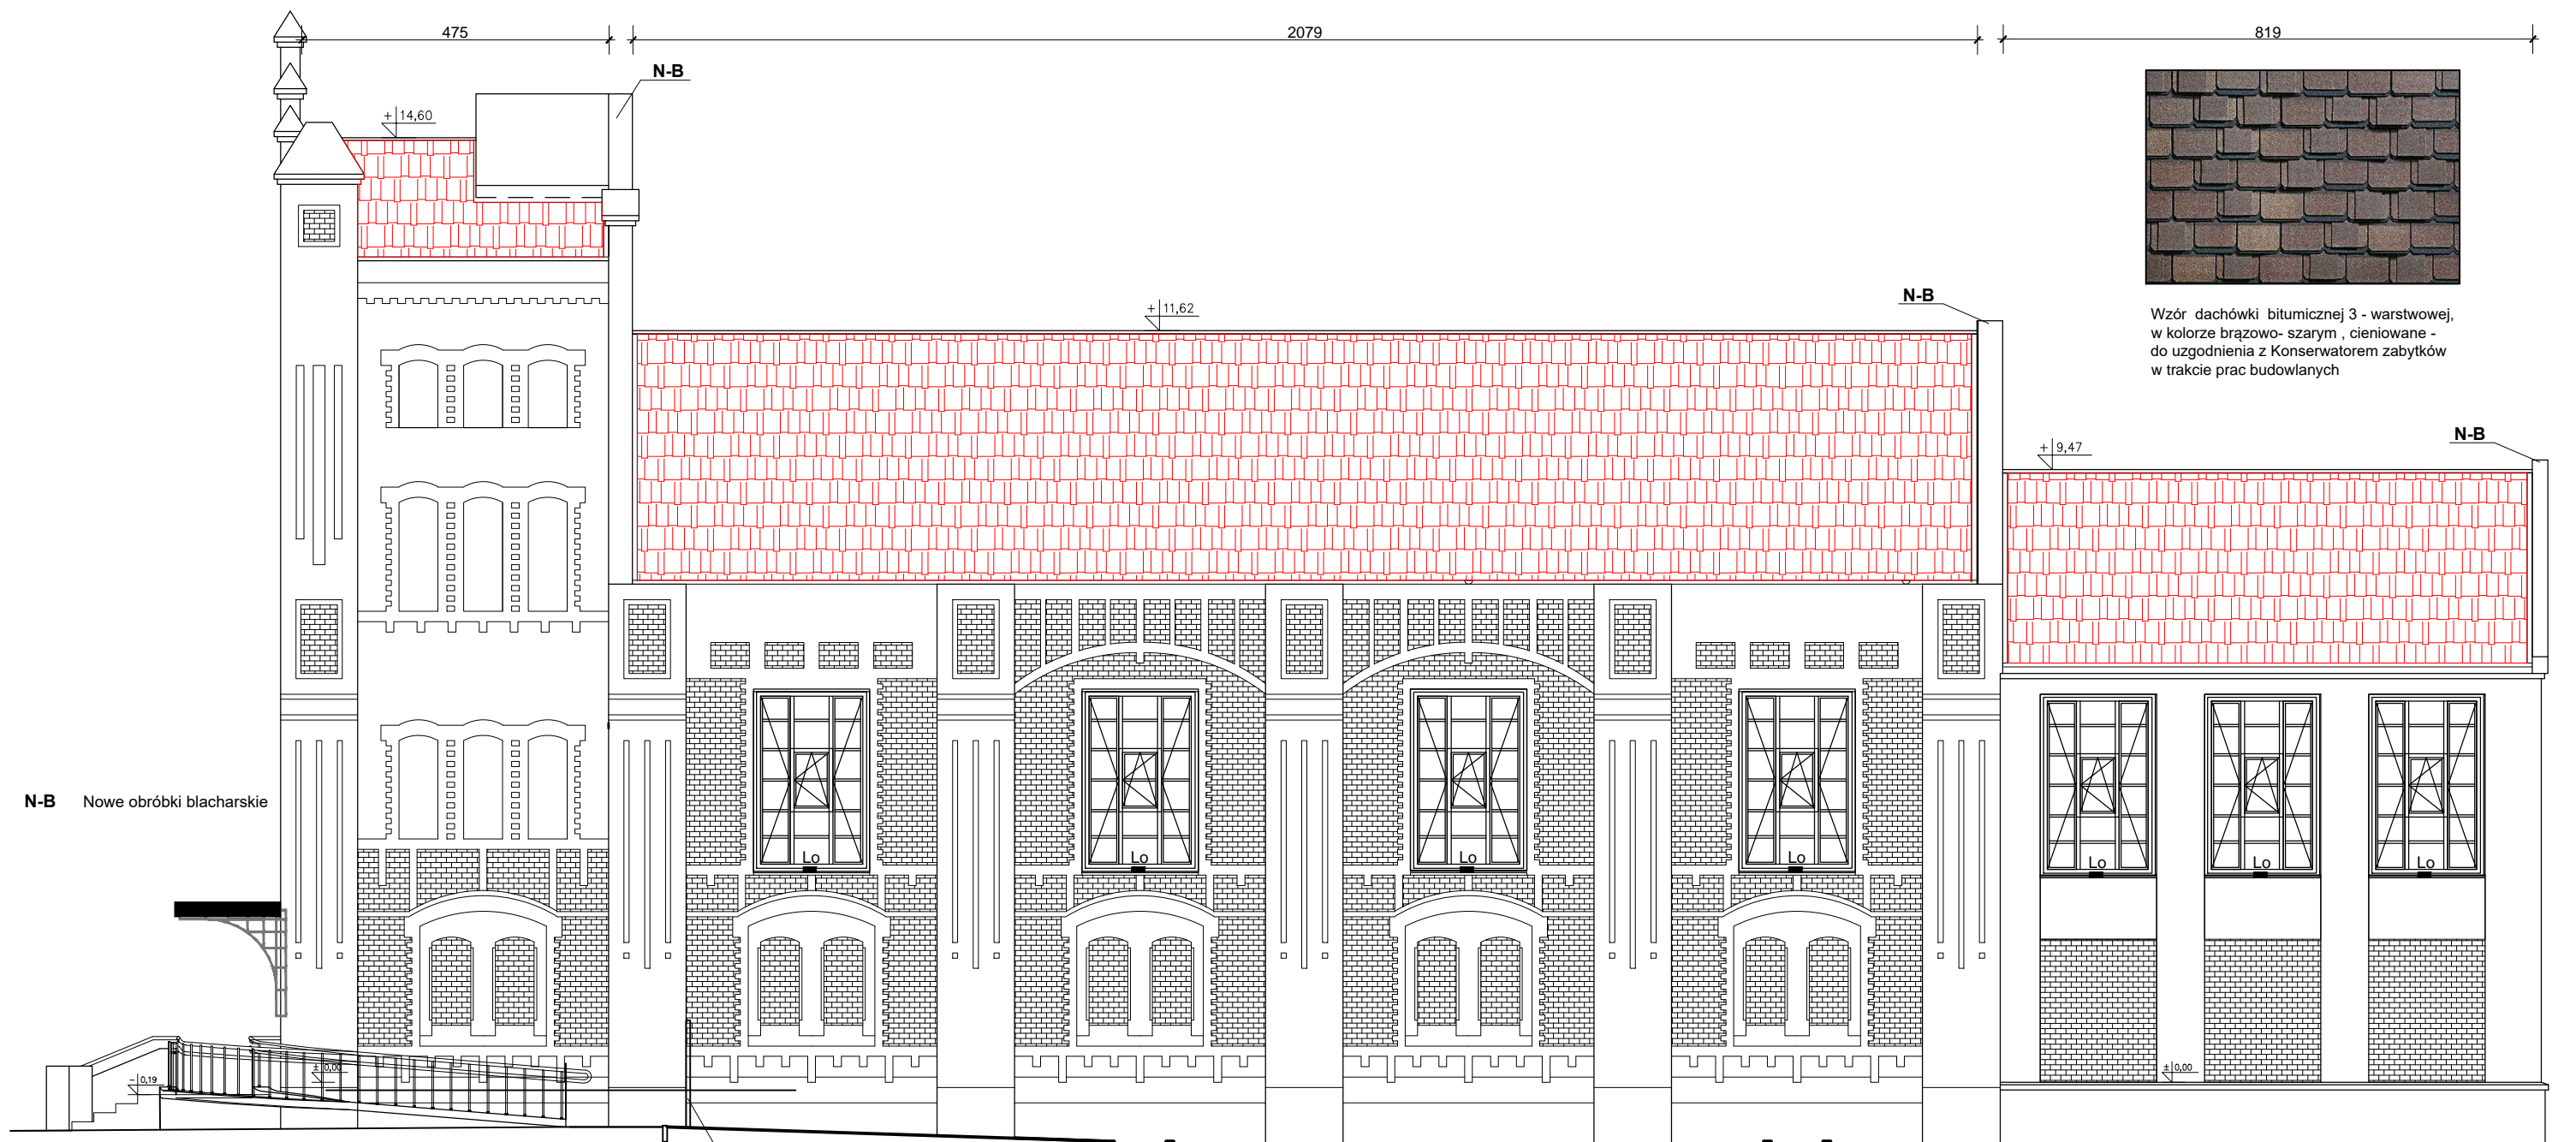 475
2079
819
N-B
+ 14,60
N-B
+ 11,62
Wzór dachówki bitumicznej 3 - warstwowej,
w kolorze brązowo- szarym , cieniowane -
do uzgodnienia z Konserwatorem zabytków
w trakcie prac budowlanych
N-B
+ 9,47
N-B Nowe obróbki blacharskie
Lo
Lo
Lo
Lo
Lo
Lo
Lo
- 0,19
± 0,00
± 0,00